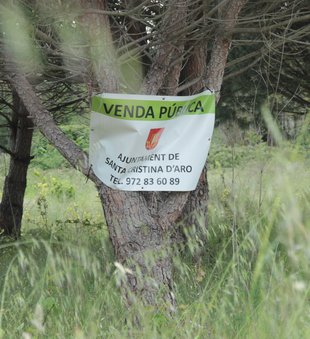 VENDA PÚBLICA
AJUNTAMENT DE
SANTA CRISTINA D'ARO
TEL. 972 83 60 89